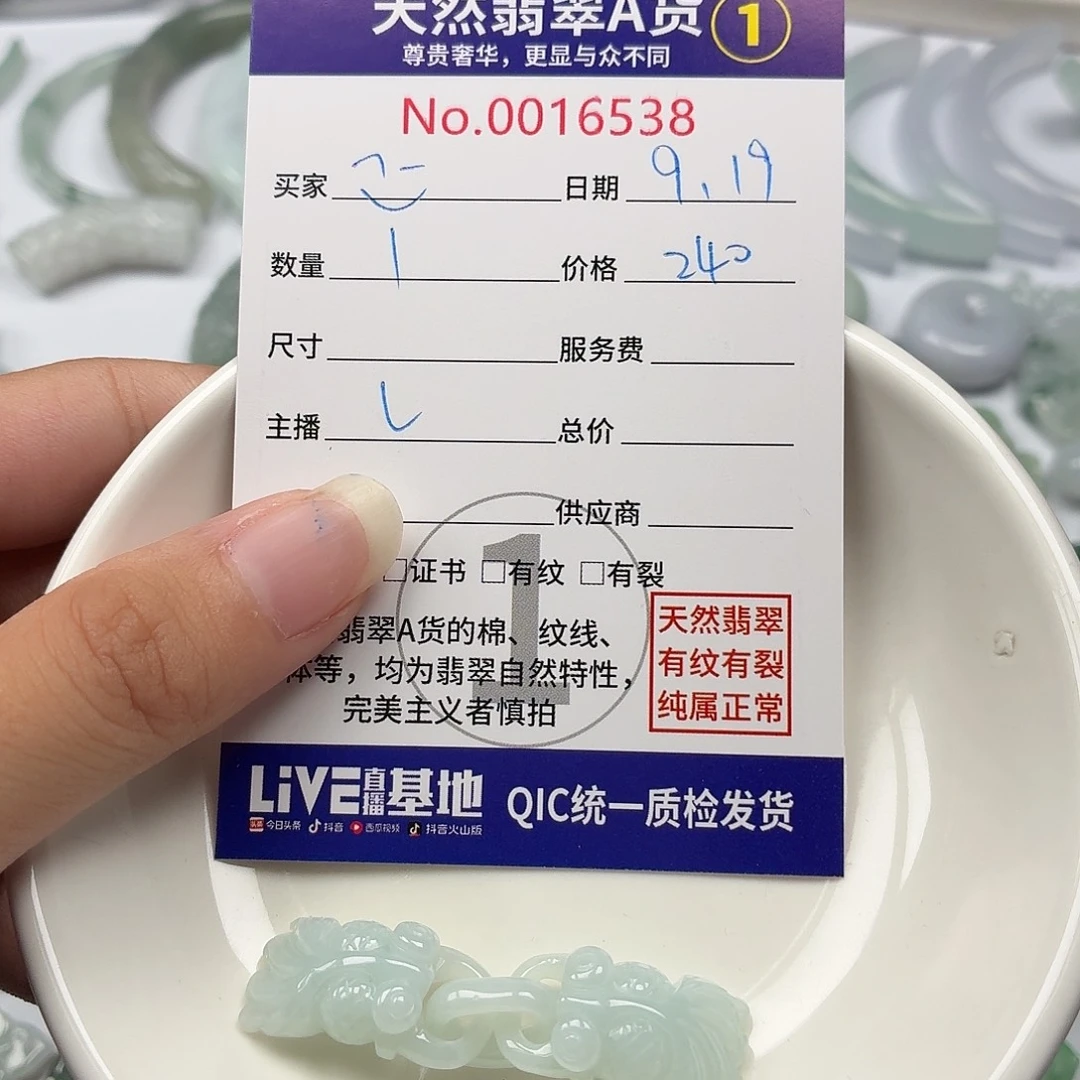 天然翡翠A货 1
尊贵奢华，更显与众不同
No.0016538
买家 日期 9.19
数量 1 价格 240
尺寸 服务费
主播 L 总价
供应商
□证书 □有纹 □有裂
翡翠A货的棉、纹线、
体等，均为翡翠自然特性，
完美主义者慎拍
1
天然翡翠
有纹有裂
纯属正常
LiVE直播基地 QIC统一质检发货
头条 今日头条 抖音 西瓜视频 抖音火山版